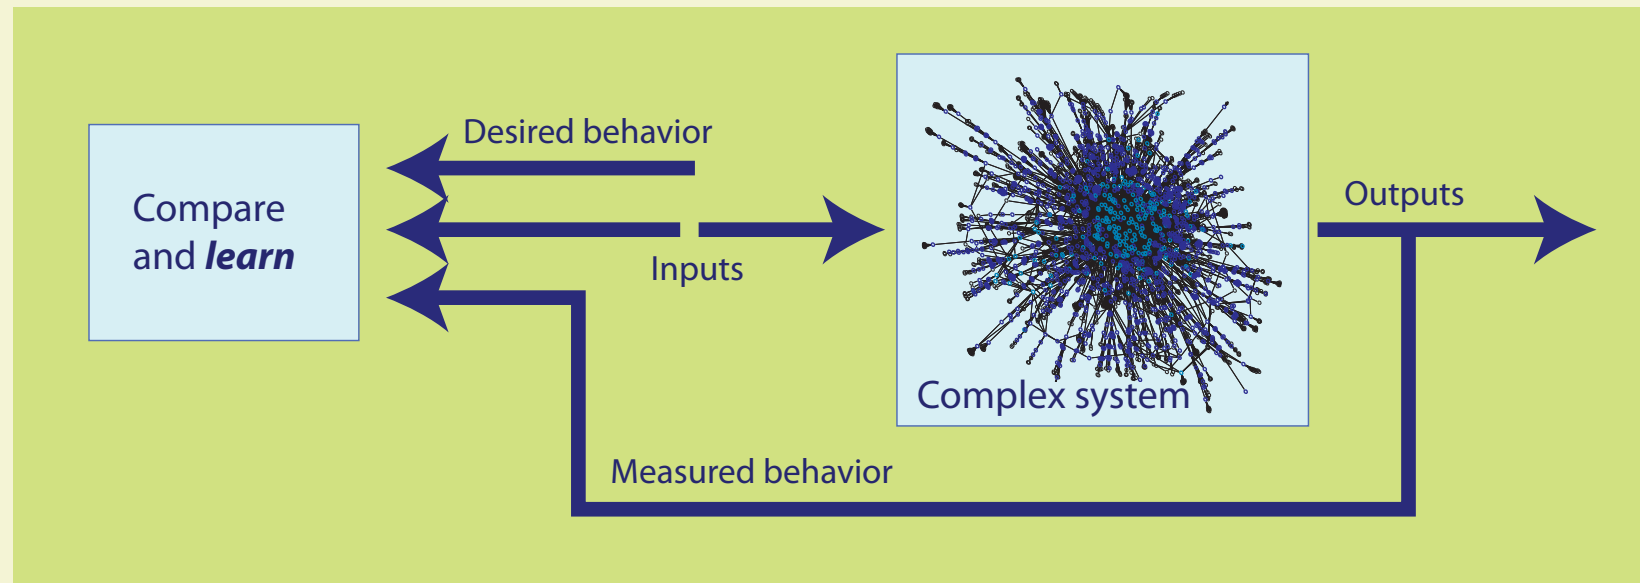 Desired behavior
Compare
and learn
Inputs
Outputs
Complex system
Measured behavior